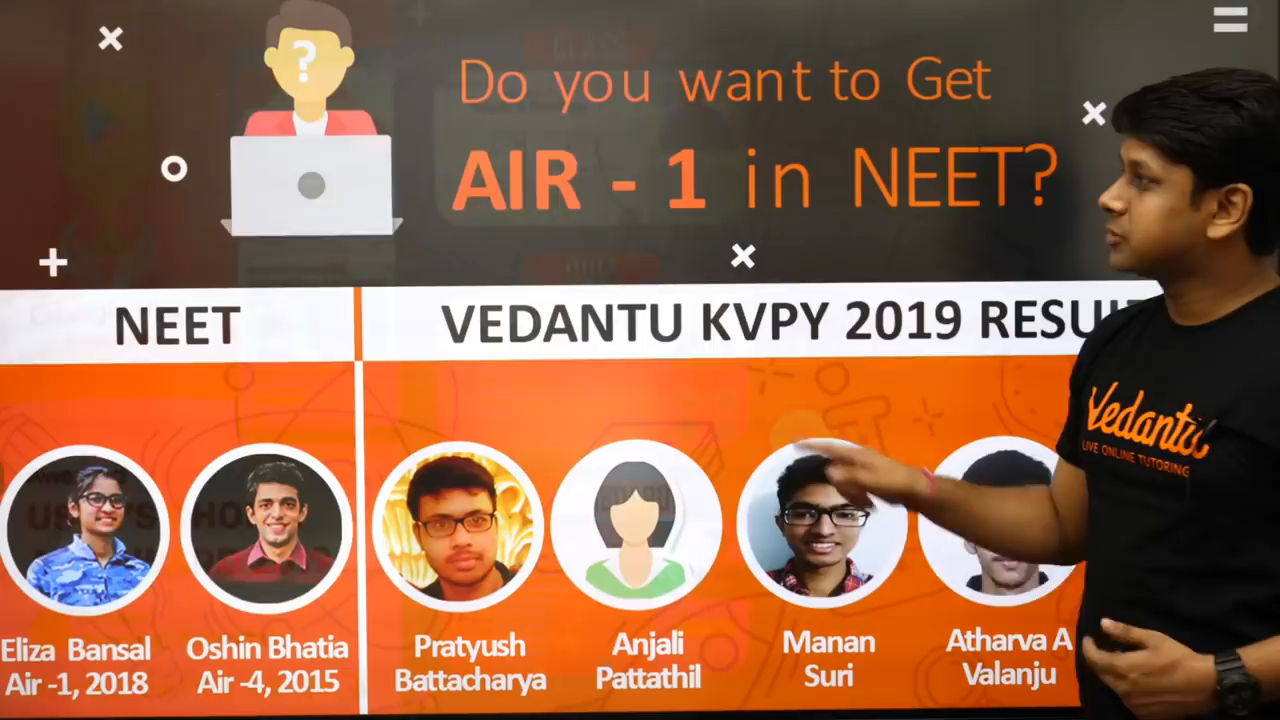 ?
Do you want to Get
AIR - 1 in NEET?
NEET
VEDANTU KVPY 2019
Vedantu
LIVE ONLINE TUTORING
Eliza Bansal
Air -1, 2018
Oshin Bhatia
Air -4, 2015
Pratyush
Battacharya
Anjali
Pattathil
Manan
Suri
Atharva A
Valanju